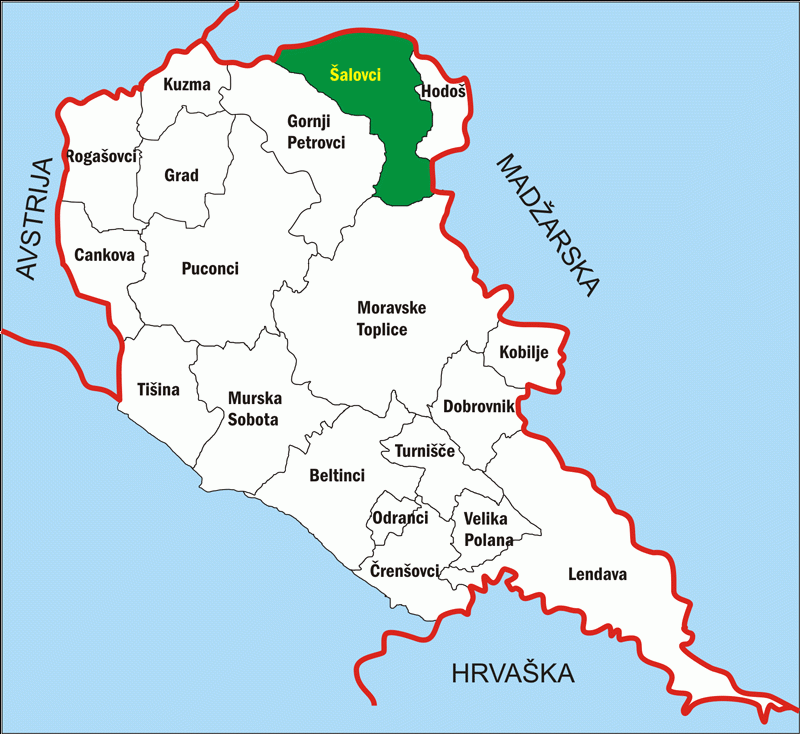 Šalovci
Kuzma
Hodoš
Gornji
Petrovci
Rogašovci
Grad
AVSTRIJA
MADŽARSKA
Cankova
Puconci
Moravske
Toplice
Kobilje
Tišina
Murska
Sobota
Dobrovnik
Turnišče
Beltinci
Odranci
Velika
Polana
Črenšovci
Lendava
HRVAŠKA